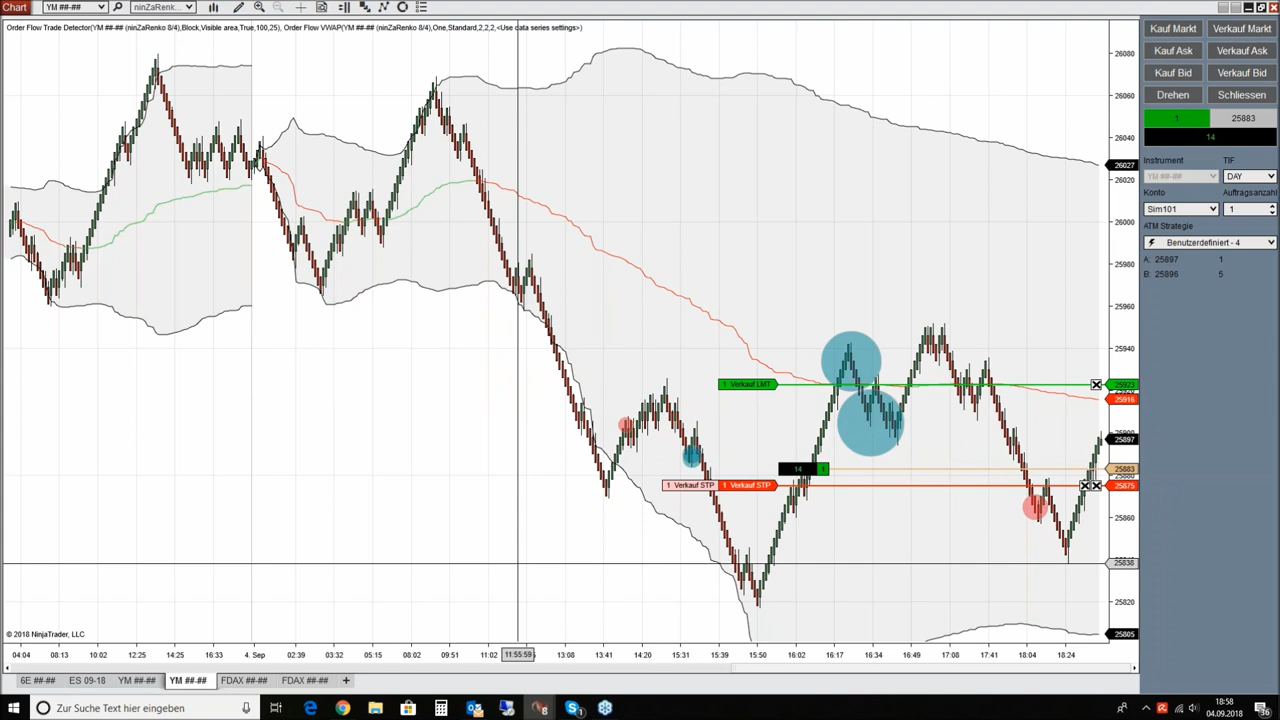 Chart YM ##-## ninZaRenko 8/4
Order Flow Trade Detector(YM ##-## (ninZaRenko 8/4),Block,Visible area,True,100,25), Order Flow VWAP(YM ##-## (ninZaRenko 8/4),One,Standard,2,2,2,<Use data series settings>)
Kauf Markt Verkauf Markt
Kauf Ask Verkauf Ask
Kauf Bid Verkauf Bid
Drehen Schliessen
1 25883
14
Instrument TIF
YM ##-## DAY
Konto Auftragsanzahl
Sim101 1
ATM Strategie
Benutzerdefiniert - 4
A: 25897 1
B: 25896 5
26080
26060
26040
26027
26020
26000
25980
25960
25940
1 Verkauf LMT 25923
25916
25897
14 1 25883
1 Verkauf STP 1 Verkauf STP 25875
25860
25838
25820
25805
© 2018 NinjaTrader, LLC
04:04 08:13 10:02 12:25 14:25 16:33 4. Sep 02:39 03:32 05:15 08:02 09:51 11:02 11:55:59 13:08 13:41 14:20 15:31 15:39 15:50 16:02 16:17 16:34 16:49 17:08 17:41 18:04 18:24
6E ##-## ES 09-18 YM ##-## YM ##-## FDAX ##-## FDAX ##-## +
Zur Suche Text hier eingeben
18:58
04.09.2018
36